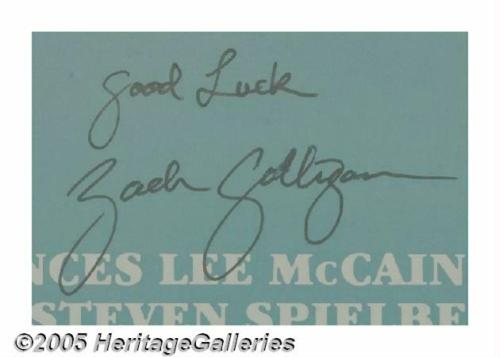 Good Luck
Zach Galligan
NCES LEE McCAIN
STEVEN SPIELBE
©2005 HeritageGalleries